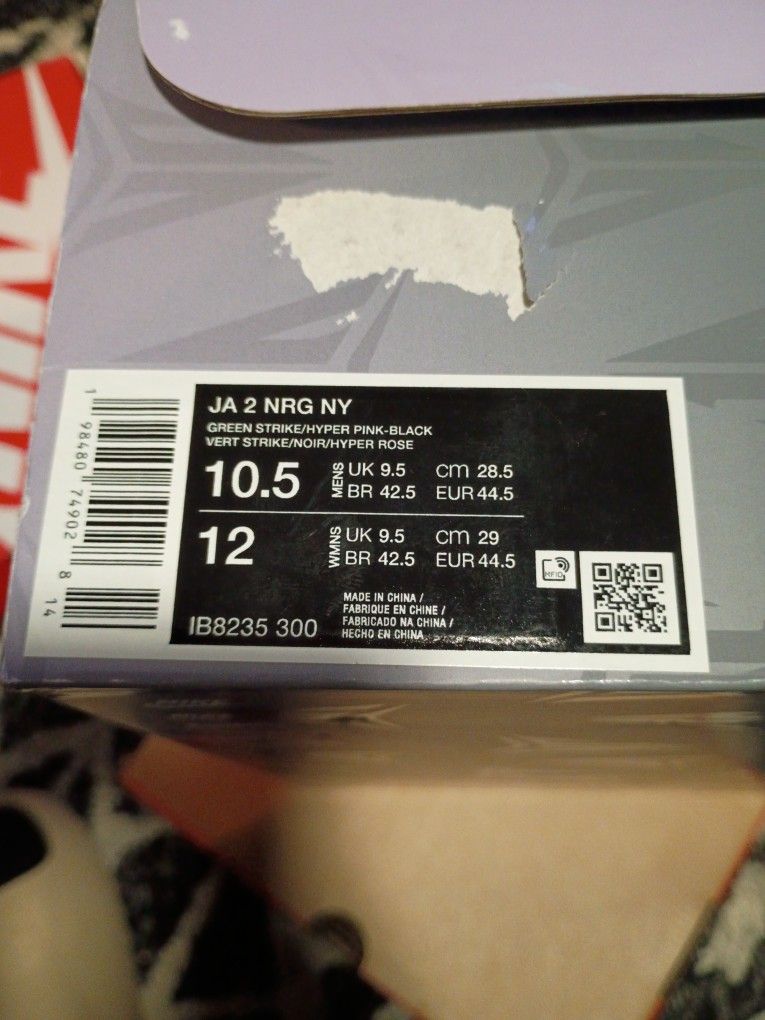 JA 2 NRG NY
GREEN STRIKE/HYPER PINK-BLACK
VERT STRIKE/NOIR/HYPER ROSE
10.5 MENS UK 9.5 cm 28.5
BR 42.5 EUR 44.5
12 WMNS UK 9.5 cm 29
BR 42.5 EUR 44.5
IB8235 300
MADE IN CHINA /
FABRIQUE EN CHINE /
FABRICADO NA CHINA /
HECHO EN CHINA
RFID
1 98480 74902 8 14